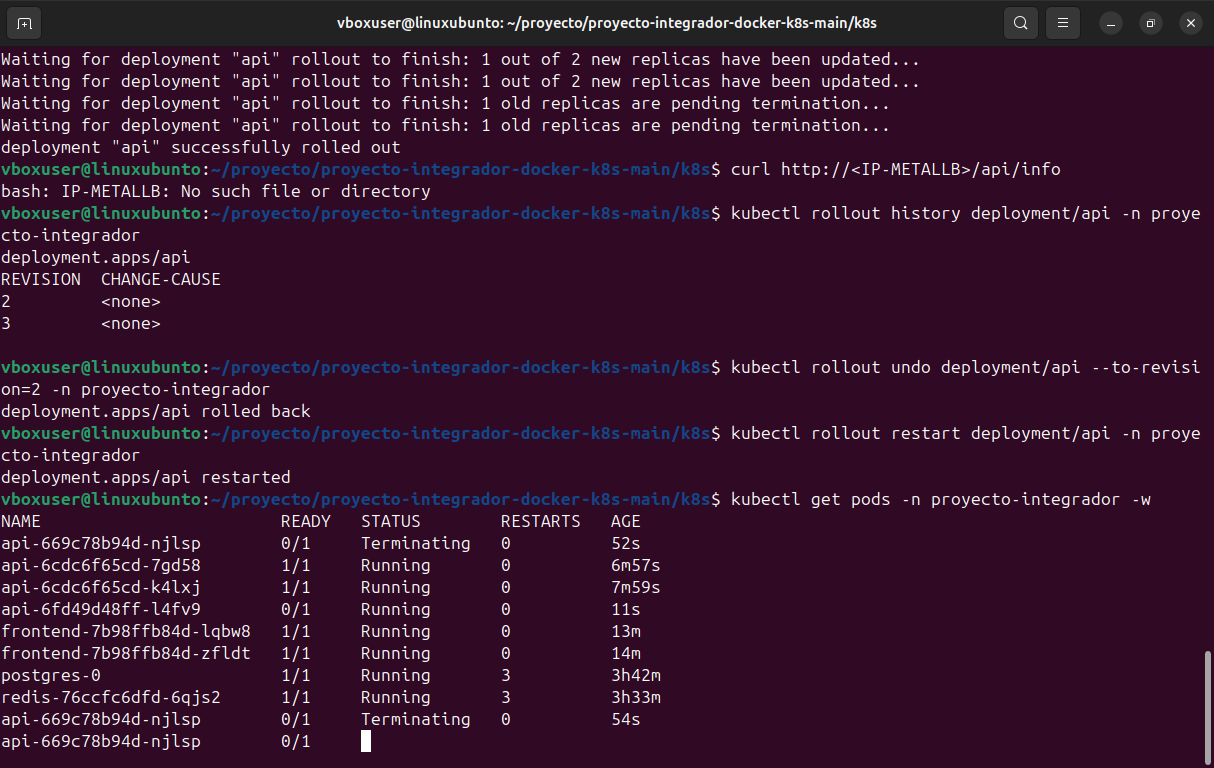 vboxuser@linuxubunto: ~/proyecto/proyecto-integrador-docker-k8s-main/k8s
Waiting for deployment "api" rollout to finish: 1 out of 2 new replicas have been updated...
Waiting for deployment "api" rollout to finish: 1 out of 2 new replicas have been updated...
Waiting for deployment "api" rollout to finish: 1 old replicas are pending termination...
Waiting for deployment "api" rollout to finish: 1 old replicas are pending termination...
deployment "api" successfully rolled out
vboxuser@linuxubunto:~/proyecto/proyecto-integrador-docker-k8s-main/k8s$ curl http://<IP-METALLB>/api/info
bash: IP-METALLB: No such file or directory
vboxuser@linuxubunto:~/proyecto/proyecto-integrador-docker-k8s-main/k8s$ kubectl rollout history deployment/api -n proye
cto-integrador
deployment.apps/api
REVISION  CHANGE-CAUSE
2         <none>
3         <none>
vboxuser@linuxubunto:~/proyecto/proyecto-integrador-docker-k8s-main/k8s$ kubectl rollout undo deployment/api --to-revisi
on=2 -n proyecto-integrador
deployment.apps/api rolled back
vboxuser@linuxubunto:~/proyecto/proyecto-integrador-docker-k8s-main/k8s$ kubectl rollout restart deployment/api -n proye
cto-integrador
deployment.apps/api restarted
vboxuser@linuxubunto:~/proyecto/proyecto-integrador-docker-k8s-main/k8s$ kubectl get pods -n proyecto-integrador -w
NAME                        READY   STATUS        RESTARTS   AGE
api-669c78b94d-njlsp        0/1     Terminating   0          52s
api-6cdc6f65cd-7gd58        1/1     Running       0          6m57s
api-6cdc6f65cd-k4lxj        1/1     Running       0          7m59s
api-6fd49d48ff-l4fv9        0/1     Running       0          11s
frontend-7b98ffb84d-lqbw8   1/1     Running       0          13m
frontend-7b98ffb84d-zfldt   1/1     Running       0          14m
postgres-0                  1/1     Running       3          3h42m
redis-76ccfc6dfd-6qjs2      1/1     Running       3          3h33m
api-669c78b94d-njlsp        0/1     Terminating   0          54s
api-669c78b94d-njlsp        0/1